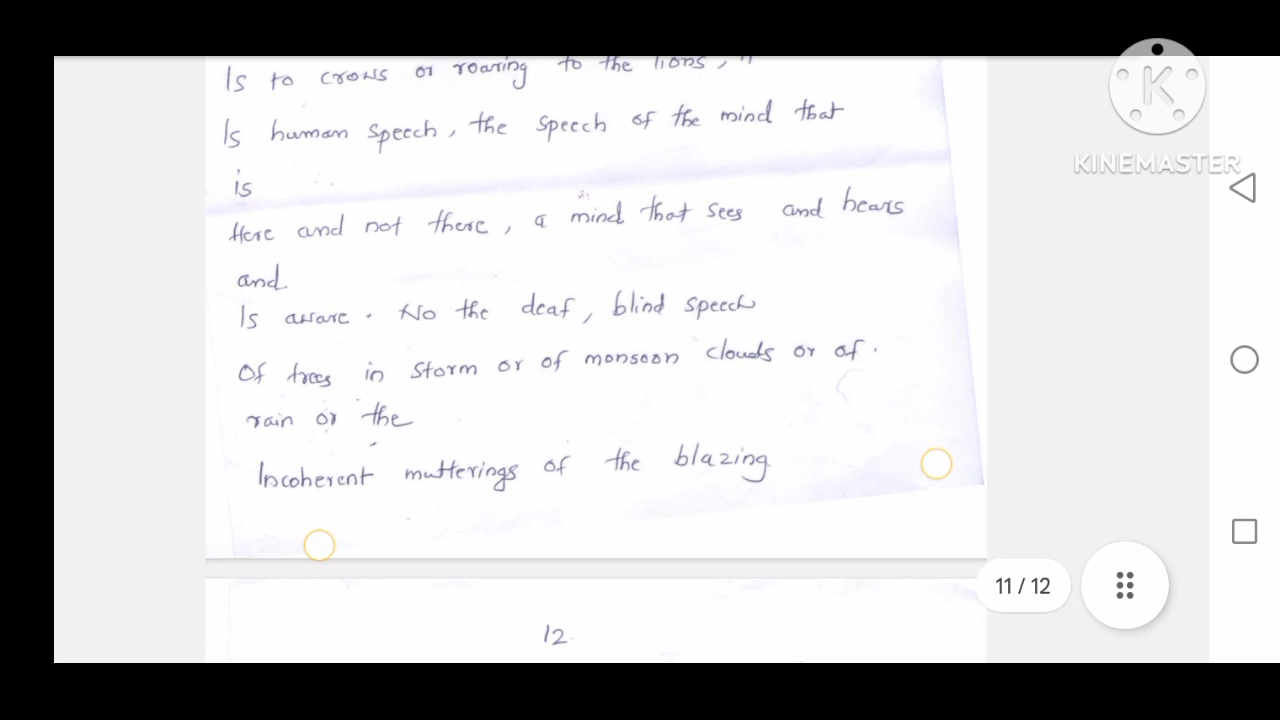 Is to crows or roaring to the lions, it
Is human speech, the speech of the mind that
is
Here and not there, a mind that sees and hears
and.
Is aware. No the deaf, blind speech
Of trees in storm or of monsoon clouds or of.
rain or the
Incoherent mutterings of the blazing
12
11 / 12
K
KINEMASTER